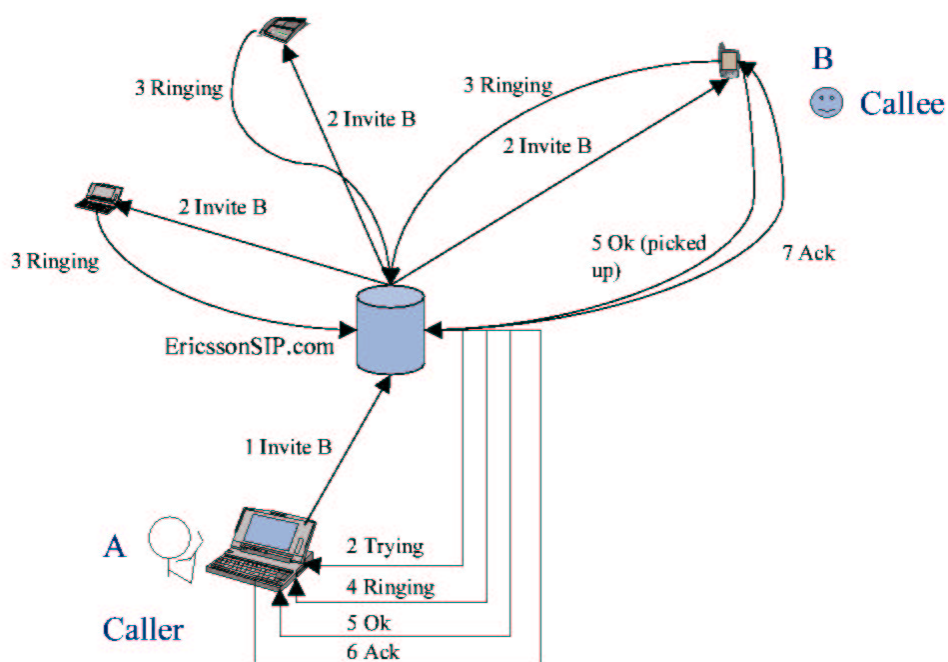 3 Ringing
3 Ringing
B
Callee
2 Invite B
2 Invite B
2 Invite B
3 Ringing
5 Ok (picked
up)
7 Ack
EricssonSIP.com
1 Invite B
A
2 Trying
4 Ringing
Caller
5 Ok
6 Ack